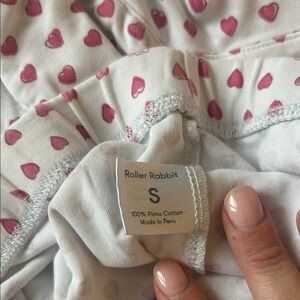 Roller Rabbit
S
100% Pima Cotton
Made in Peru